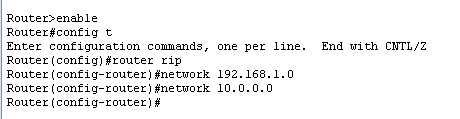 Router>enable
Router#config t
Enter configuration commands, one per line.  End with CNTL/Z
Router(config)#router rip
Router(config-router)#network 192.168.1.0
Router(config-router)#network 10.0.0.0
Router(config-router)#